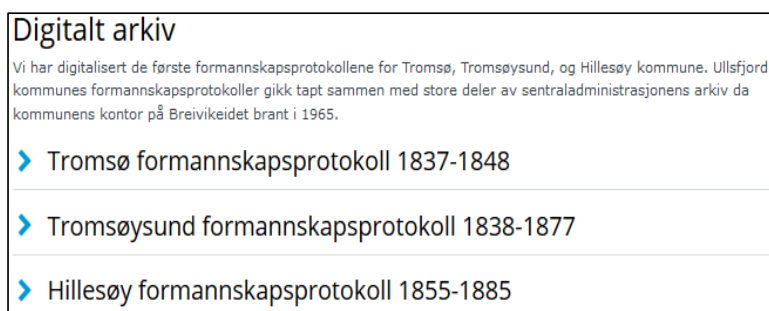 Digitalt arkiv
Vi har digitalisert de første formannskapsprotokollene for Tromsø, Tromsøysund, og Hillesøy kommune. Ullsfjord
kommunes formannskapsprotokoller gikk tapt sammen med store deler av sentraladministrasjonens arkiv da
kommunens kontor på Breivikeidet brant i 1965.
Tromsø formannskapsprotokoll 1837-1848
Tromsøysund formannskapsprotokoll 1838-1877
Hillesøy formannskapsprotokoll 1855-1885